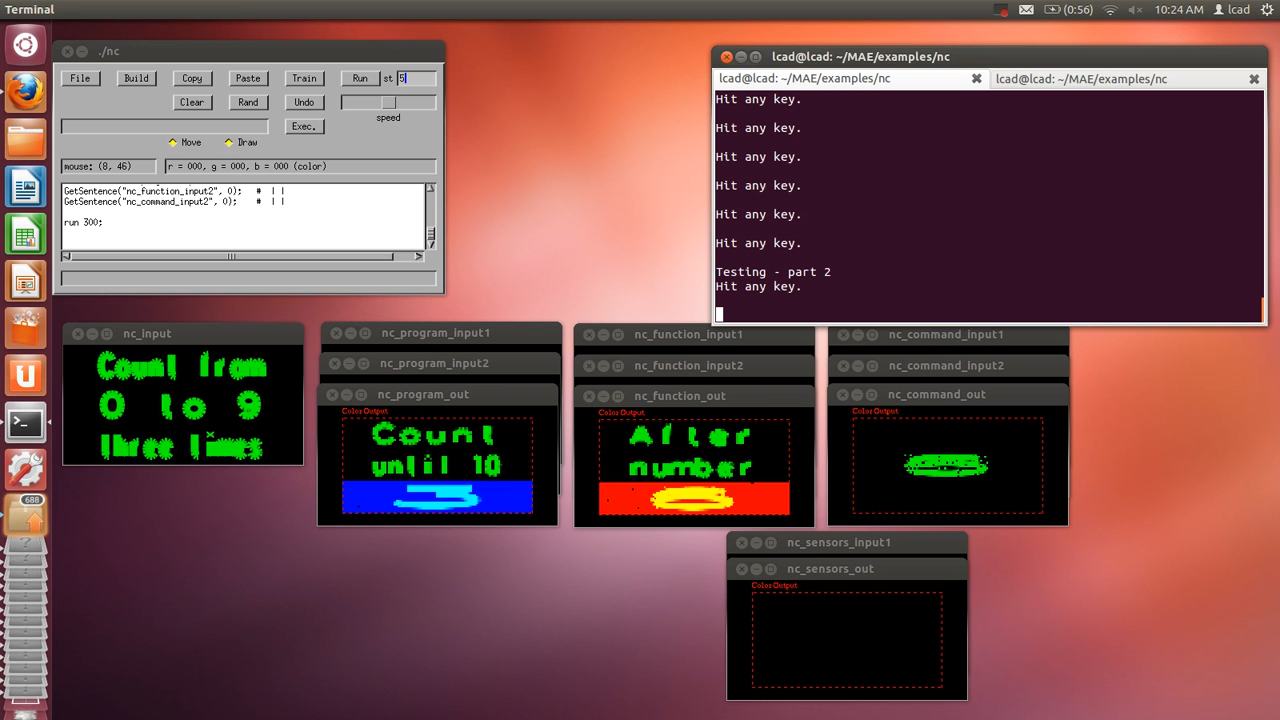 Terminal
(0:56)
10:24 AM
lcad
./nc
File
Build
Copy
Paste
Train
Run
st
5
Clear
Rand
Undo
speed
Exec.
Move
Draw
mouse: (8, 46)
r = 000, g = 000, b = 000 (color)
GetSentence("nc_function_input2", 0);   #  | |
GetSentence("nc_command_input2", 0);   #  | |
run 300;
lcad@lcad: ~/MAE/examples/nc
lcad@lcad: ~/MAE/examples/nc
lcad@lcad: ~/MAE/examples/nc
Hit any key.
Hit any key.
Hit any key.
Hit any key.
Hit any key.
Hit any key.
Testing - part 2
Hit any key.
nc_input
Count from
0 to 9
three times
nc_program_input1
nc_program_input2
nc_program_out
Color Output
Count
until 10
3
nc_function_input1
nc_function_input2
nc_function_out
Color Output
After
number
0
nc_command_input1
nc_command_input2
nc_command_out
Color Output
0
nc_sensors_input1
nc_sensors_out
Color Output
688